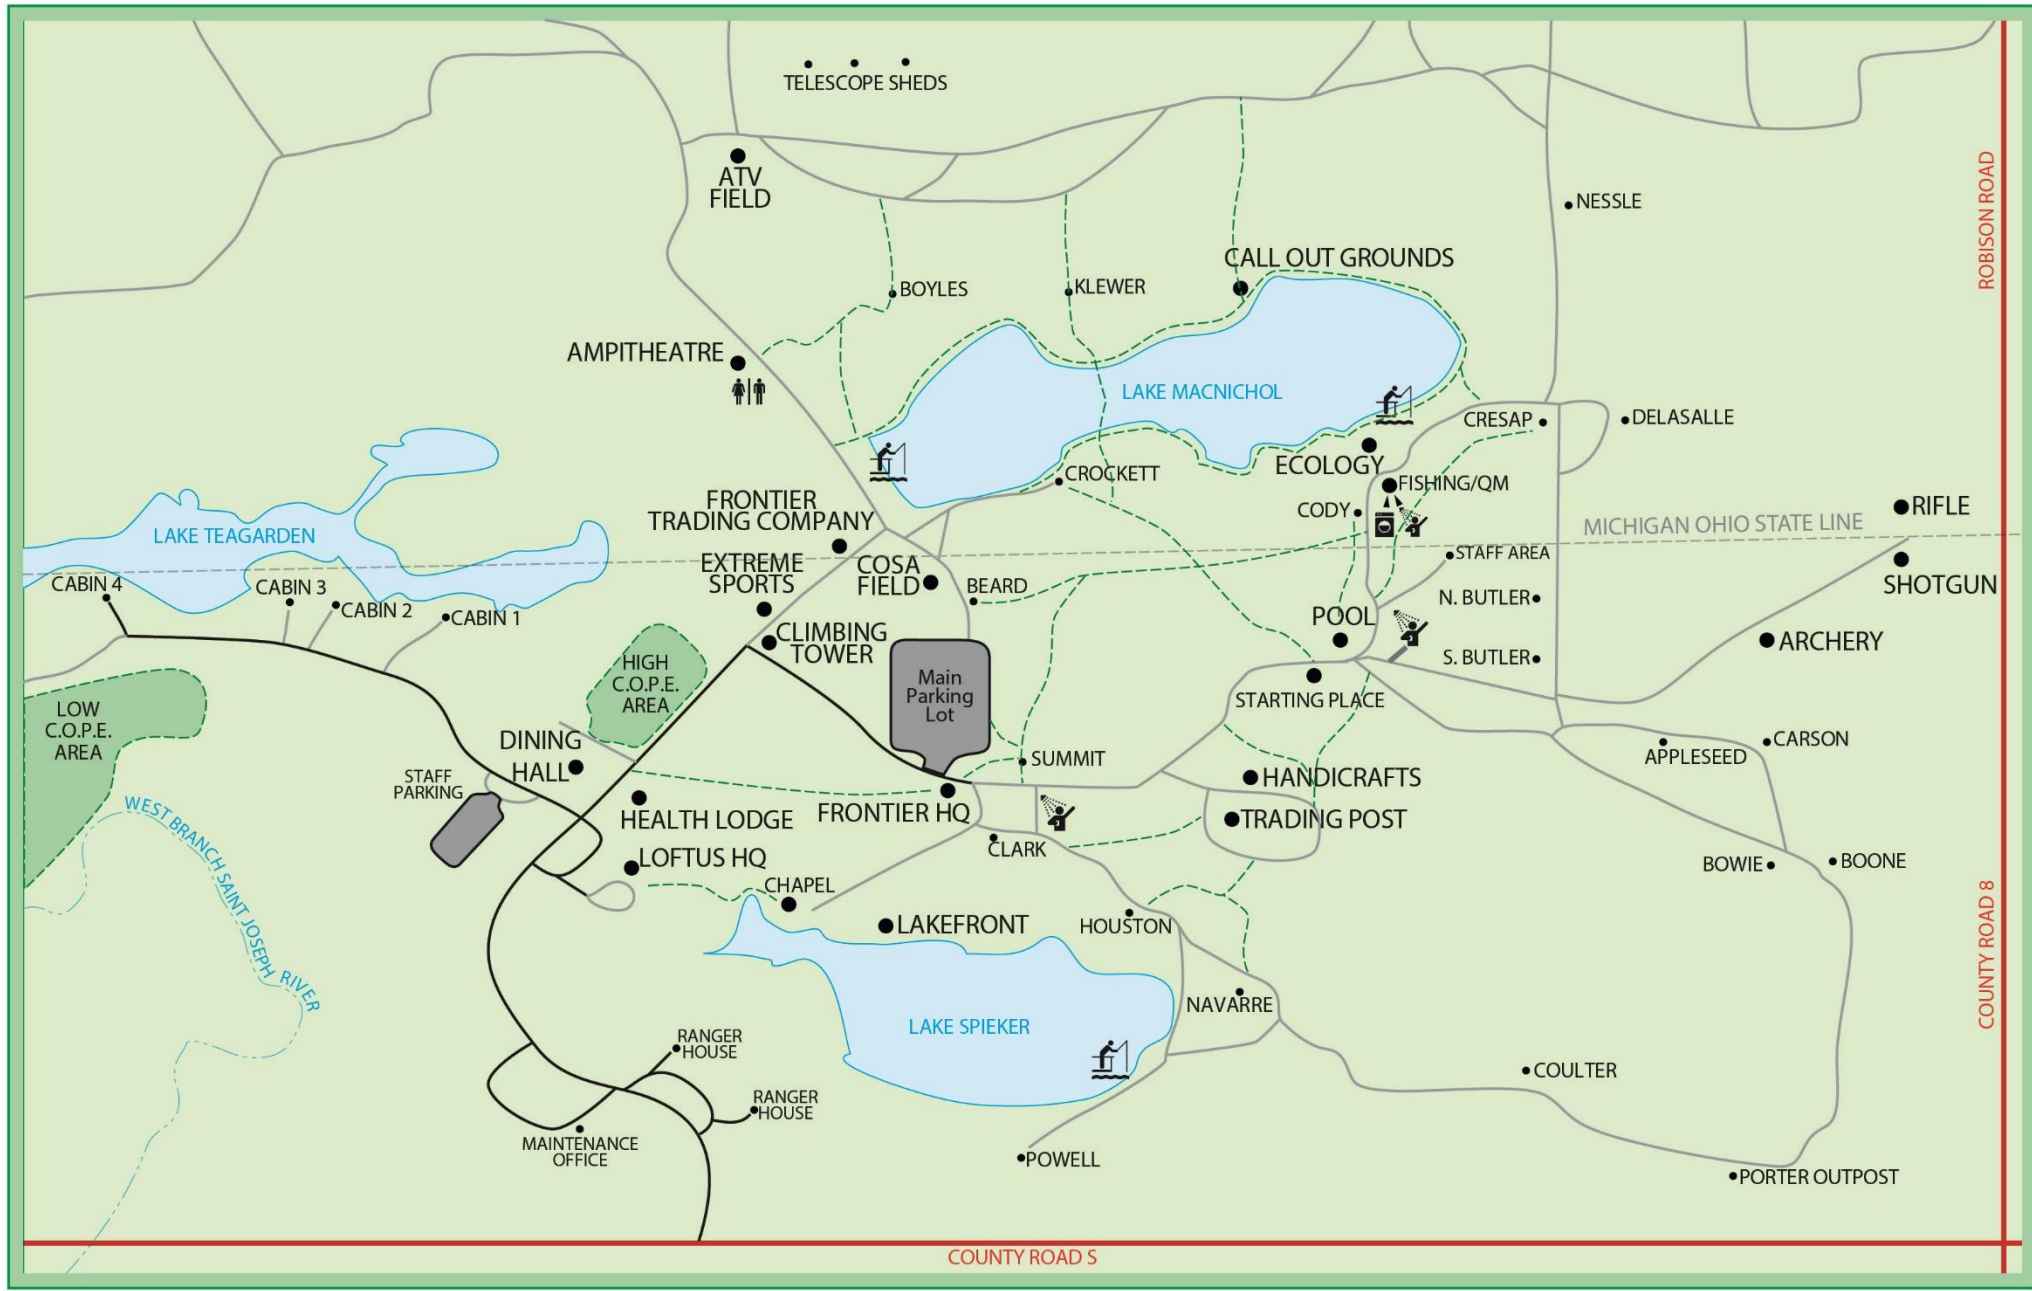 TELESCOPE SHEDS
ATV
FIELD
ROBISON ROAD
NESSLE
CALL OUT GROUNDS
BOYLES
KLEWER
AMPITHEATRE
LAKE MACNICHOL
CRESAP
DELASALLE
ECOLOGY
CROCKETT
FISHING/QM
FRONTIER
TRADING COMPANY
CODY
RIFLE
MICHIGAN OHIO STATE LINE
LAKE TEAGARDEN
EXTREME
SPORTS
COSA
FIELD
STAFF AREA
SHOTGUN
CABIN 4
CABIN 3
CABIN 2
CABIN 1
BEARD
N. BUTLER
POOL
CLIMBING
TOWER
ARCHERY
S. BUTLER
HIGH
C.O.P.E.
AREA
Main
Parking
Lot
STARTING PLACE
LOW
C.O.P.E.
AREA
DINING
HALL
SUMMIT
APPLESEED
CARSON
STAFF
PARKING
HANDICRAFTS
HEALTH LODGE
FRONTIER HQ
TRADING POST
WEST BRANCH SAINT JOSEPH RIVER
CLARK
LOFTUS HQ
BOWIE
BOONE
CHAPEL
LAKEFRONT
HOUSTON
COUNTY ROAD 8
NAVARRE
LAKE SPIEKER
RANGER
HOUSE
COULTER
RANGER
HOUSE
MAINTENANCE
OFFICE
POWELL
PORTER OUTPOST
COUNTY ROAD S